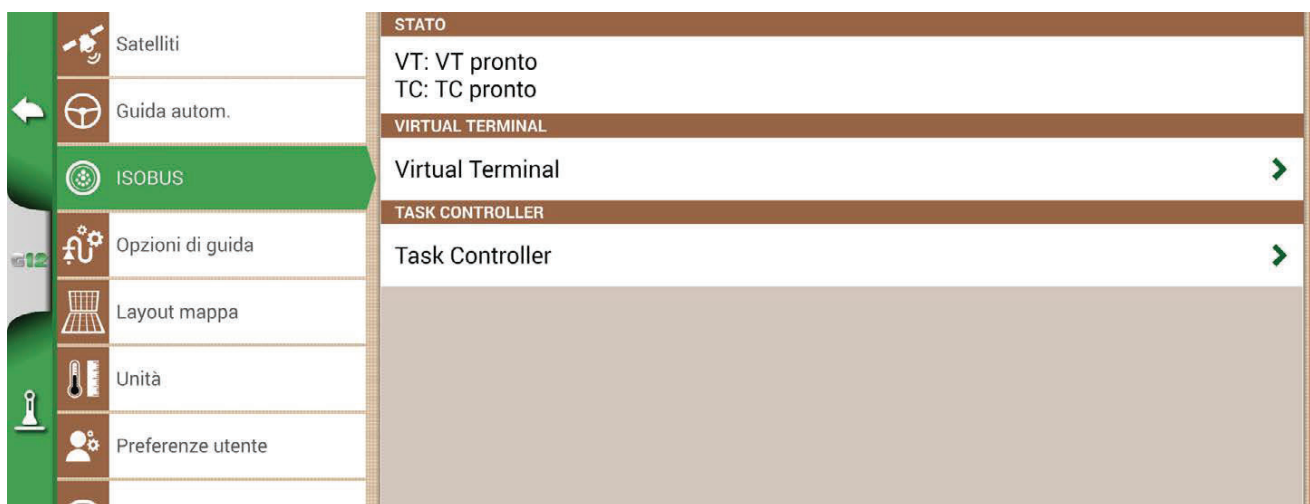 Satelliti
Guida autom.
ISOBUS
Opzioni di guida
Layout mappa
Unità
Preferenze utente
G12
STATO
VT: VT pronto
TC: TC pronto
VIRTUAL TERMINAL
Virtual Terminal
TASK CONTROLLER
Task Controller